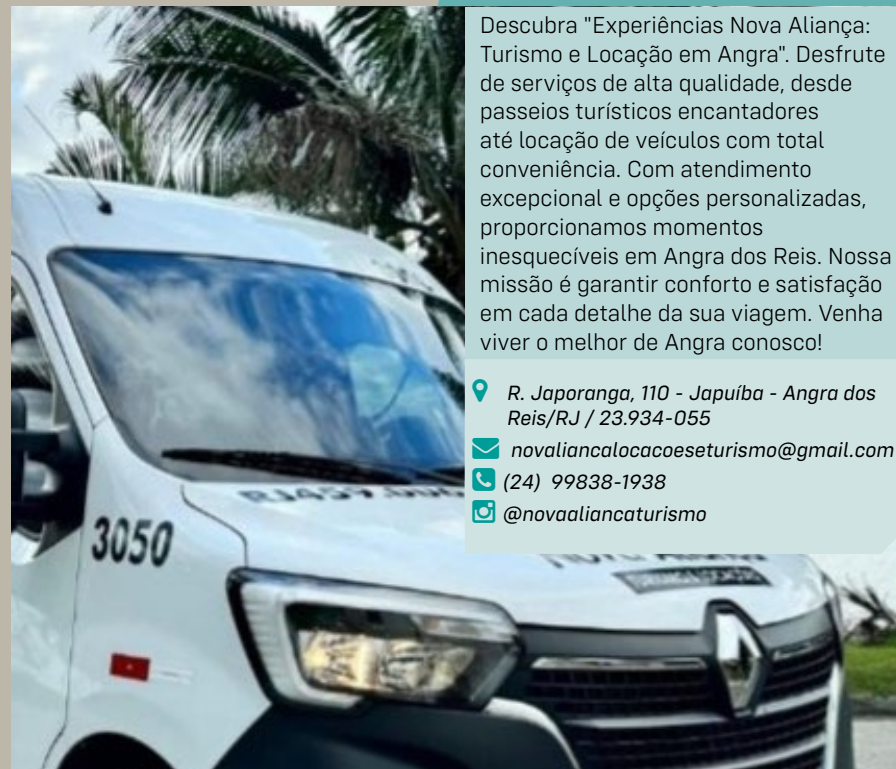 Descubra "Experiências Nova Aliança:
Turismo e Locação em Angra". Desfrute
de serviços de alta qualidade, desde
passeios turísticos encantadores
até locação de veículos com total
conveniência. Com atendimento
excepcional e opções personalizadas,
proporcionamos momentos
inesquecíveis em Angra dos Reis. Nossa
missão é garantir conforto e satisfação
em cada detalhe da sua viagem. Venha
viver o melhor de Angra conosco!
R. Japoranga, 110 - Japuíba - Angra dos
Reis/RJ / 23.934-055
novaliancalocacoeseturismo@gmail.com
(24) 99838-1938
@novaaliancaturismo
3050